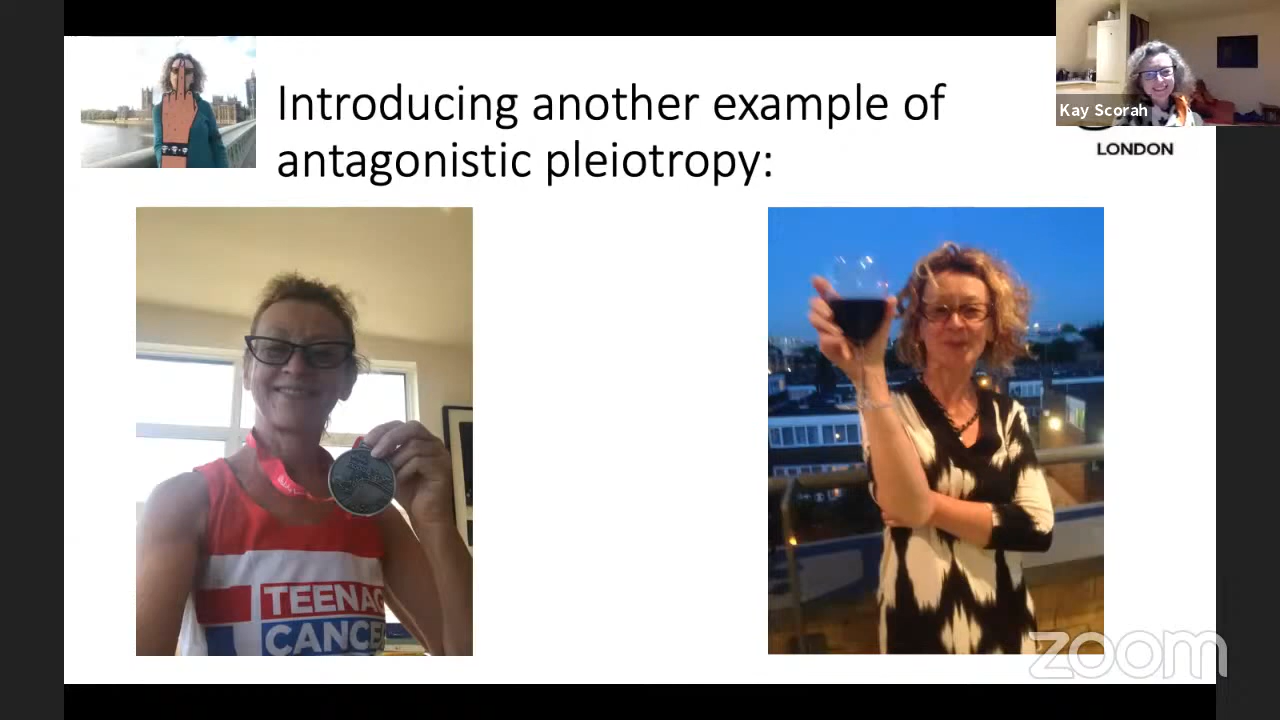 Introducing another example of
antagonistic pleiotropy:
Kay Scorah
LONDON
TEENAG
CANCE
zoom